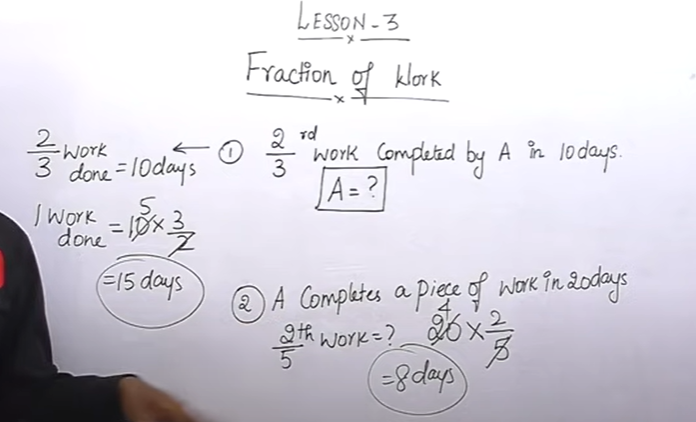 LESSON-3
Fraction of Work
① 2/3 rd work Completed by A in 10days.
A=?
2/3 work done = 10days
1 work done = 10 5 × 3/2
=15 days
② A Completes a piece of work in 20days
2/5 th work=? 20 4 × 2/5
=8days